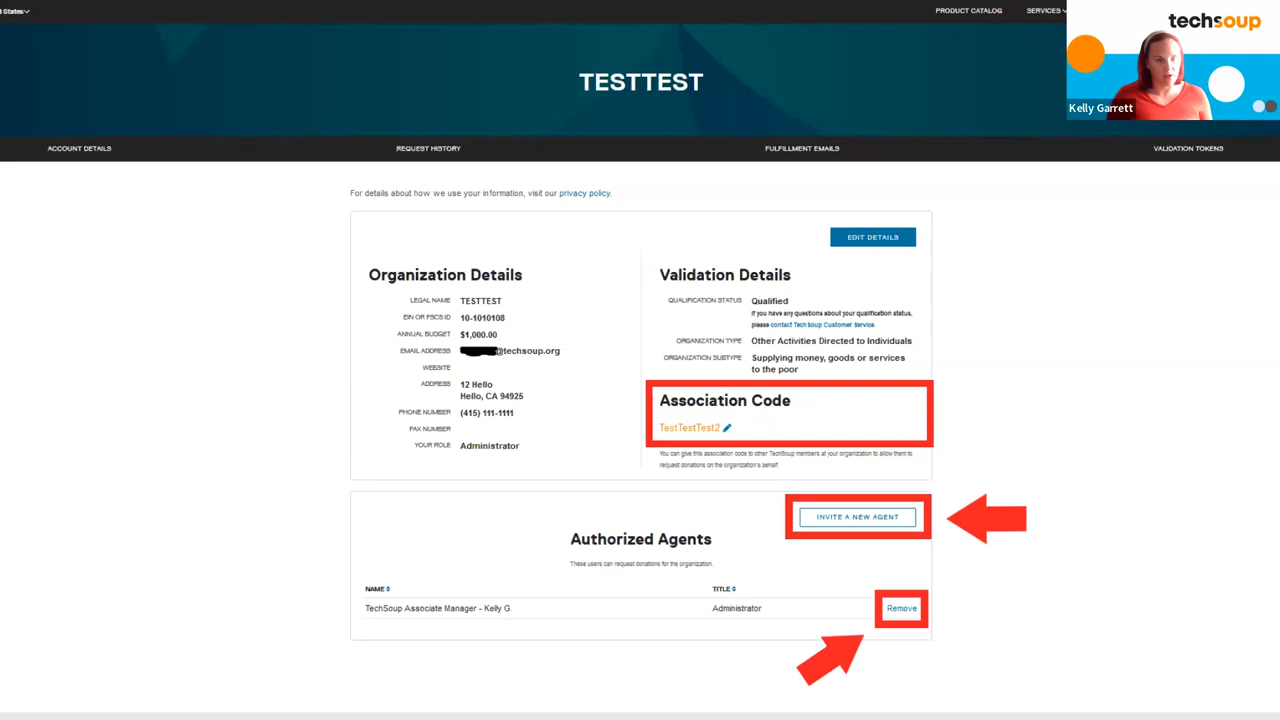 d States
PRODUCT CATALOG
SERVICES
techsoup
TESTTEST
Kelly Garrett
ACCOUNT DETAILS
REQUEST HISTORY
FULFILLMENT EMAILS
VALIDATION TOKENS
For details about how we use your information, visit our privacy policy.
EDIT DETAILS
Organization Details
LEGAL NAME TESTTEST
EIN OR FSCS ID 10-1010108
ANNUAL BUDGET $1,000.00
EMAIL ADDRESS @techsoup.org
WEBSITE
ADDRESS 12 Hello
Hello, CA 94925
PHONE NUMBER (415) 111-1111
FAX NUMBER
YOUR ROLE Administrator
Validation Details
QUALIFICATION STATUS Qualified
If you have any questions about your qualification status,
please contact TechSoup Customer Service.
ORGANIZATION TYPE Other Activities Directed to Individuals
ORGANIZATION SUBTYPE Supplying money, goods or services
to the poor
Association Code
TestTestTest2
You can give this association code to other TechSoup members at your organization to allow them to
request donations on the organization's behalf.
INVITE A NEW AGENT
Authorized Agents
These users can request donations for the organization.
NAME TITLE
TechSoup Associate Manager - Kelly G. Administrator Remove